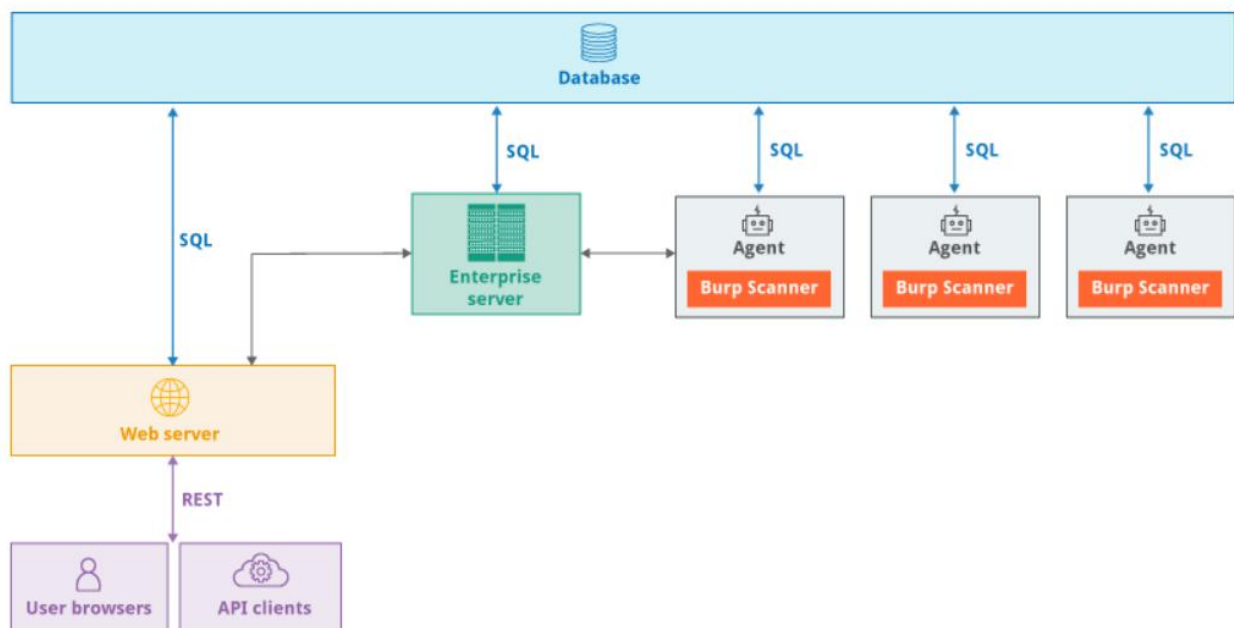 Database
SQL
SQL
SQL
SQL
SQL
Enterprise
server
Agent
Burp Scanner
Agent
Burp Scanner
Agent
Burp Scanner
Web server
REST
User browsers
API clients